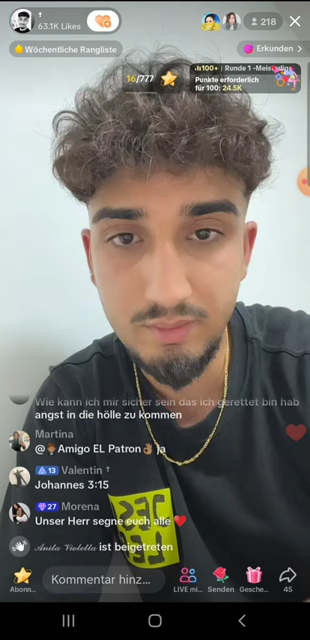 †
63.1K Likes
218
Wöchentliche Rangliste
Erkunden >
16/777
100+ | Runde 1 -Meisterliga
Punkte erforderlich
für 100: 24.5K
Wie kann ich mir sicher sein das ich gerettet bin hab
angst in die hölle zu kommen
Martina
@🏽Amigo EL Patron👌🏽 ja
13 Valentin †
Johannes 3:15
27 Morena
Unser Herr segne euch alle ❤️
Anita Violetta ist beigetreten
Abonn...
Kommentar hinz...
LIVE mi...
Senden
Gesche...
45